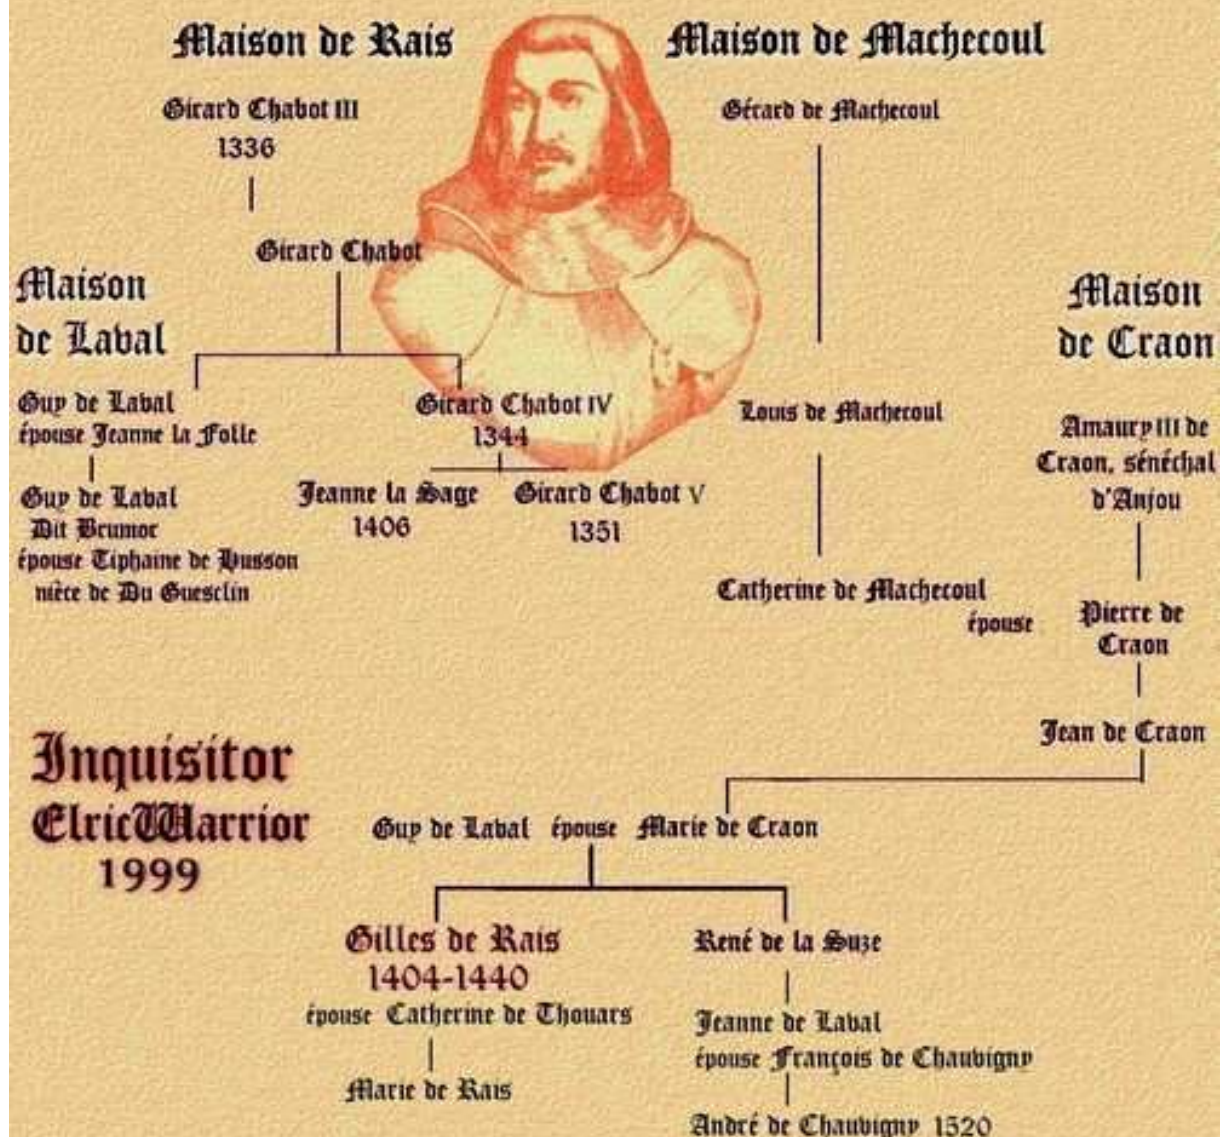 Maison de Rais
Maison de Machecoul
Girard Chabot III
1336
Gérard de Machecoul
Girard Chabot
Maison
de Laval
Maison
de Craon
Guy de Laval
épouse Jeanne la Folle
Girard Chabot IV
1344
Louis de Machecoul
Amaury III de
Craon, sénéchal
d'Anjou
Guy de Laval
Dit Brumor
épouse Tiphaine de Husson
nièce de Du Guesclin
Jeanne la Sage
1406
Girard Chabot V
1351
Catherine de Machecoul
épouse
Pierre de
Craon
Jean de Craon
Inquisitor
ElricWarrior
1999
Guy de Laval épouse Marie de Craon
Gilles de Rais
1404-1440
épouse Catherine de Thouars
Marie de Rais
René de la Suze
Jeanne de Laval
épouse François de Chauvigny
André de Chauvigny 1520